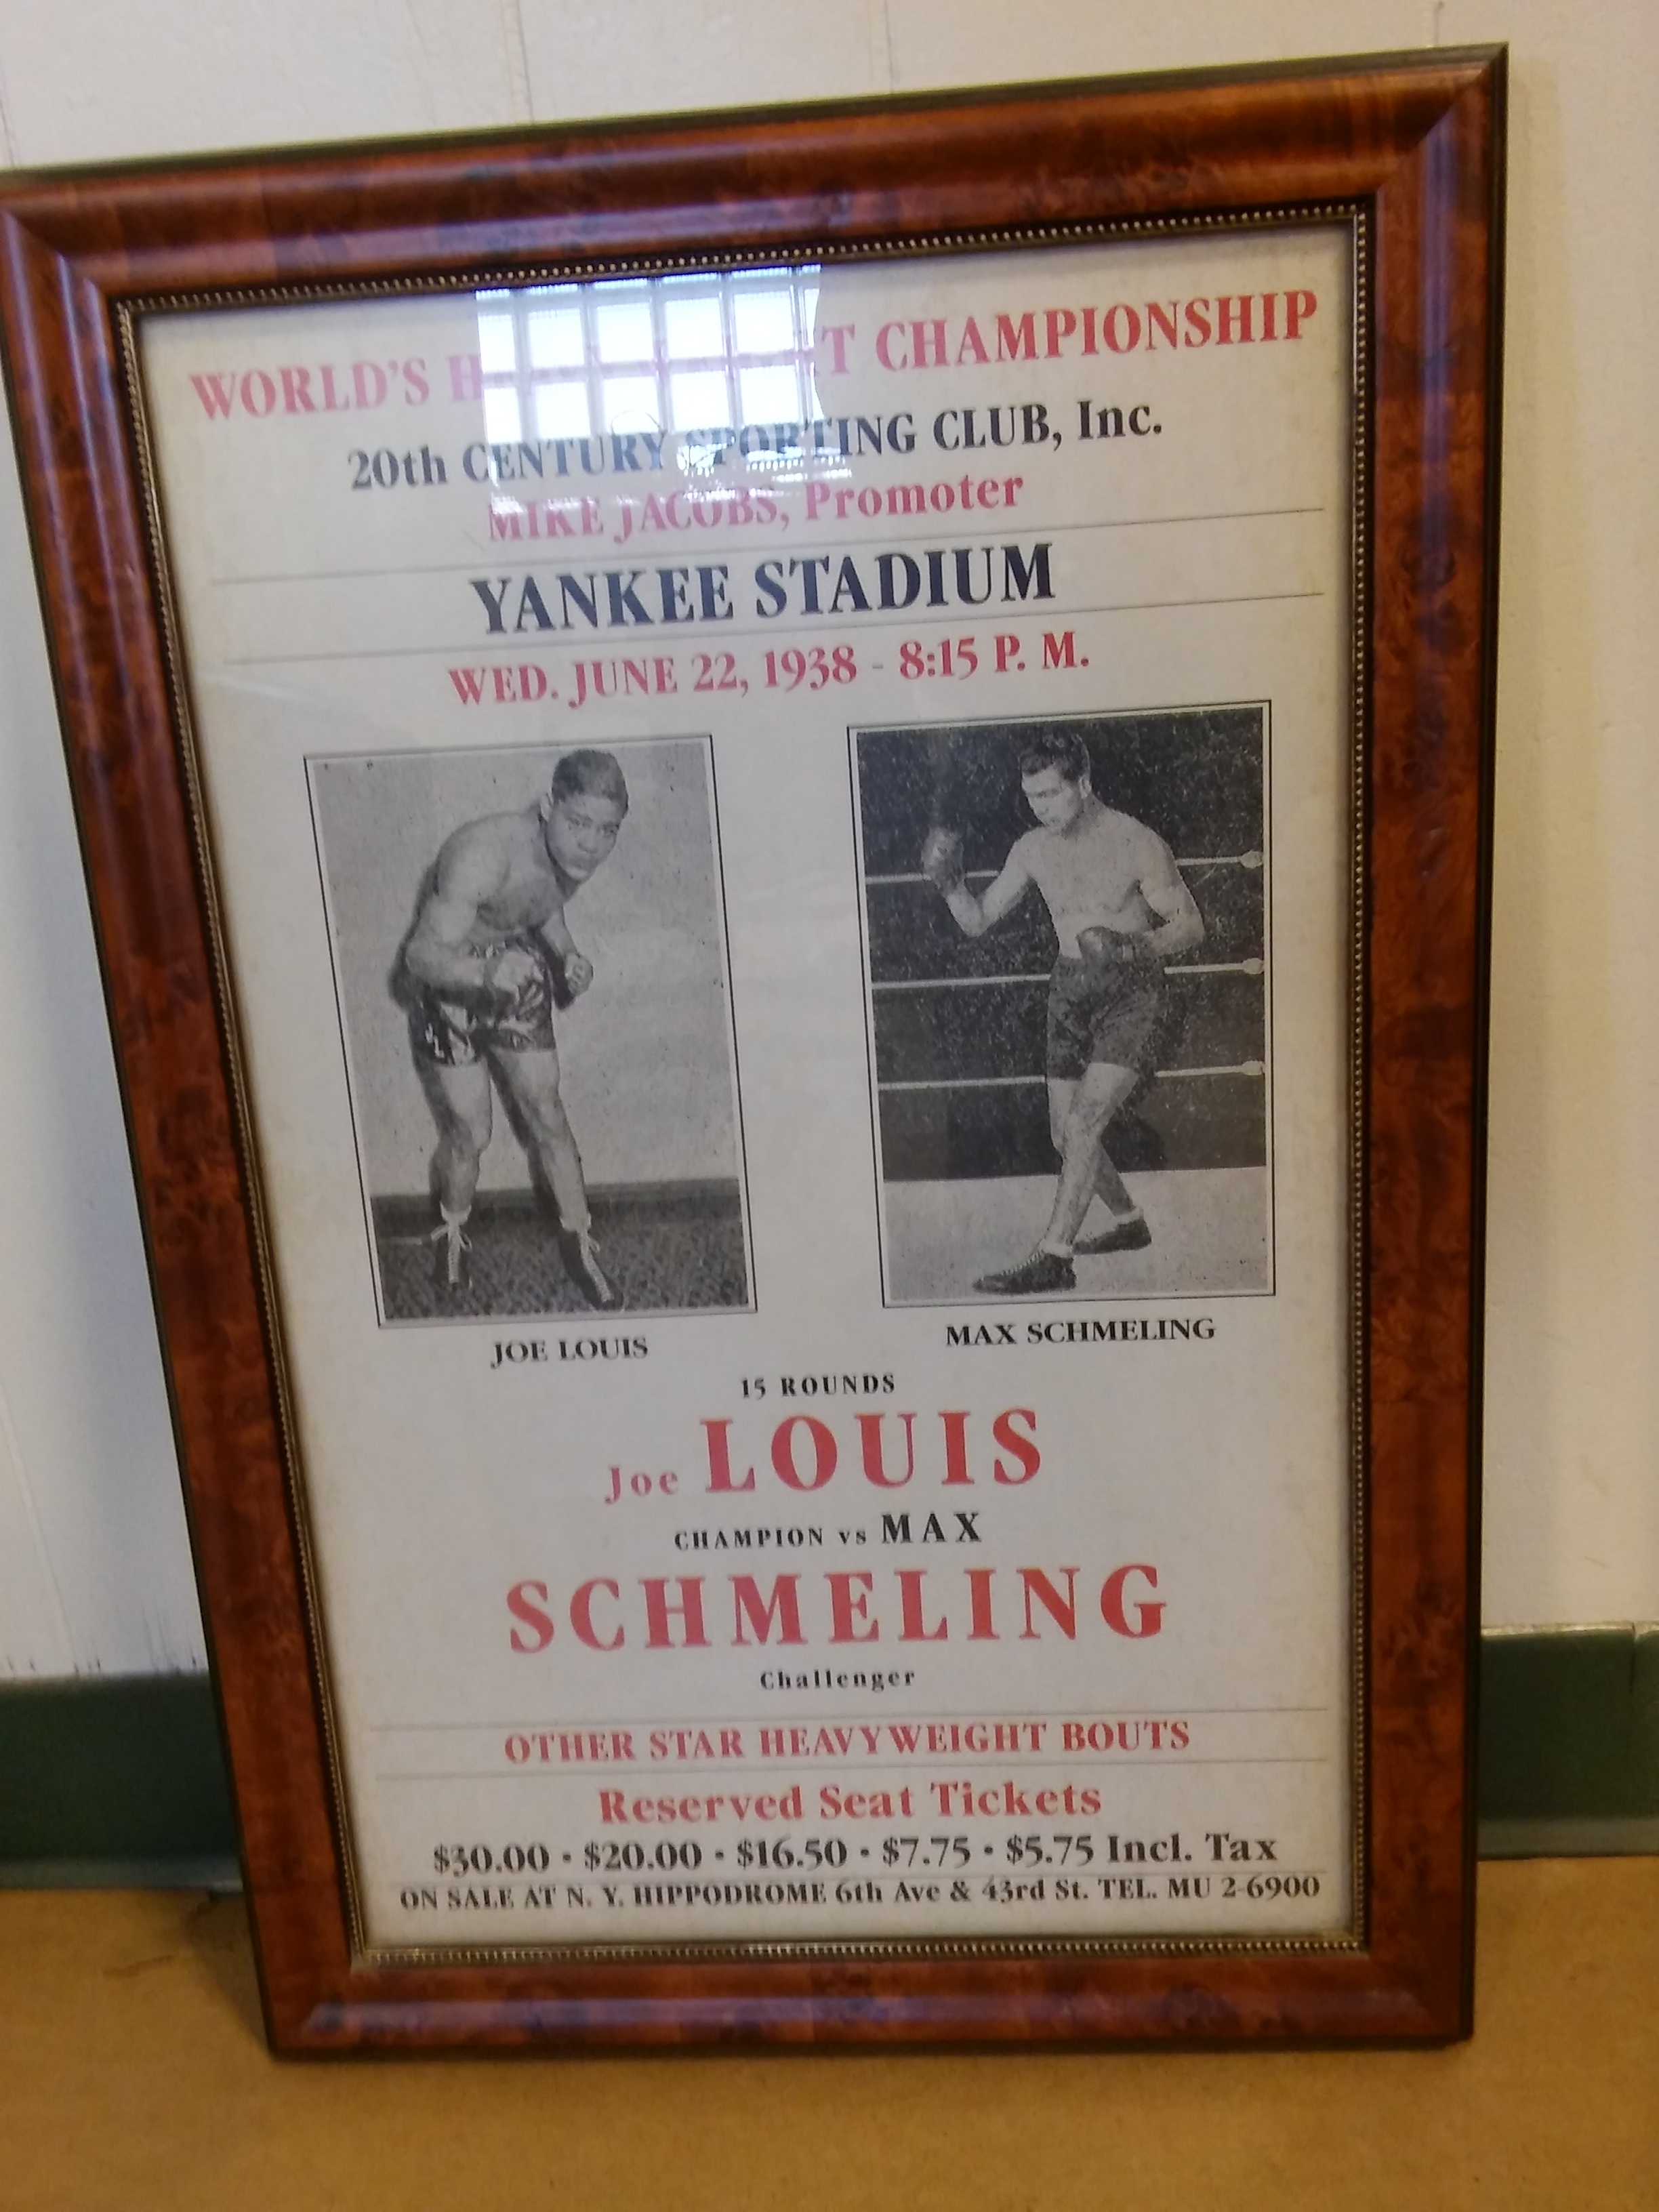 WORLD'S CHAMPIONSHIP
20th CENTURY SPORTING CLUB, Inc.
MIKE JACOBS, Promoter
YANKEE STADIUM
WED. JUNE 22, 1938 - 8:15 P. M.
JOE LOUIS
MAX SCHMELING
15 ROUNDS
Joe LOUIS
CHAMPION vs MAX
SCHMELING
Challenger
OTHER STAR HEAVYWEIGHT BOUTS
Reserved Seat Tickets
$30.00 • $20.00 • $16.50 • $7.75 • $5.75 Incl. Tax
ON SALE AT N. Y. HIPPODROME 6th Ave & 43rd St. TEL. MU 2-6900